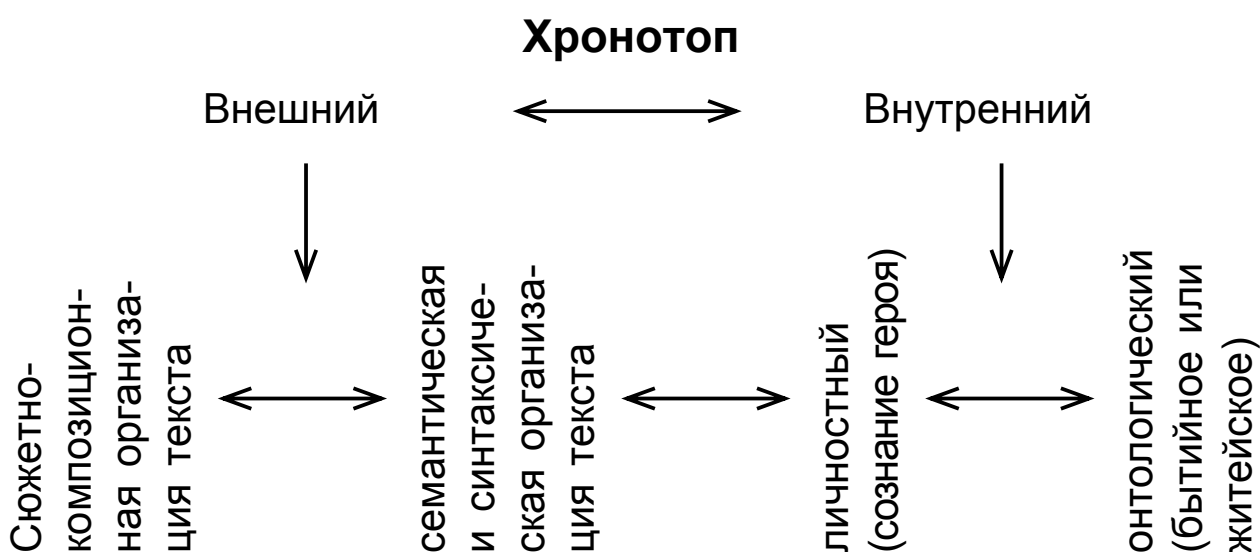 Хронотоп
Внешний
Внутренний
Сюжетно-
композицион-
ная организа-
ция текста
семантическая
и синтаксиче-
ская организа-
ция текста
личностный
(сознание героя)
онтологический
(бытийное или
житейское)